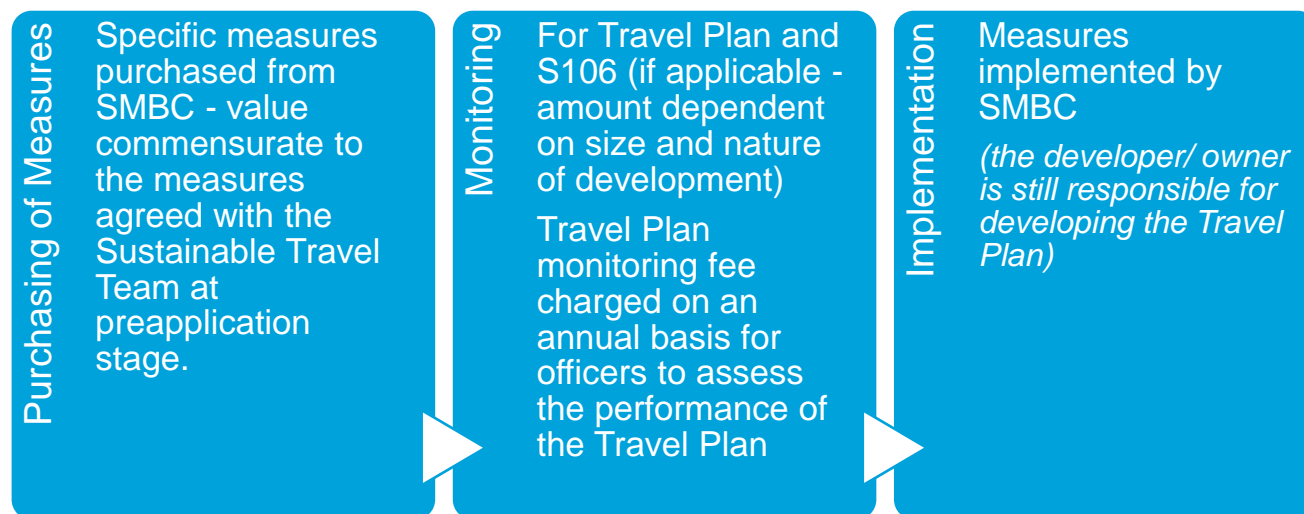 Purchasing of Measures
Specific measures
purchased from
SMBC - value
commensurate to
the measures
agreed with the
Sustainable Travel
Team at
preapplication
stage.
Monitoring
For Travel Plan and
S106 (if applicable -
amount dependent
on size and nature
of development)
Travel Plan
monitoring fee
charged on an
annual basis for
officers to assess
the performance of
the Travel Plan
Implementation
Measures
implemented by
SMBC
(the developer/ owner
is still responsible for
developing the Travel
Plan)